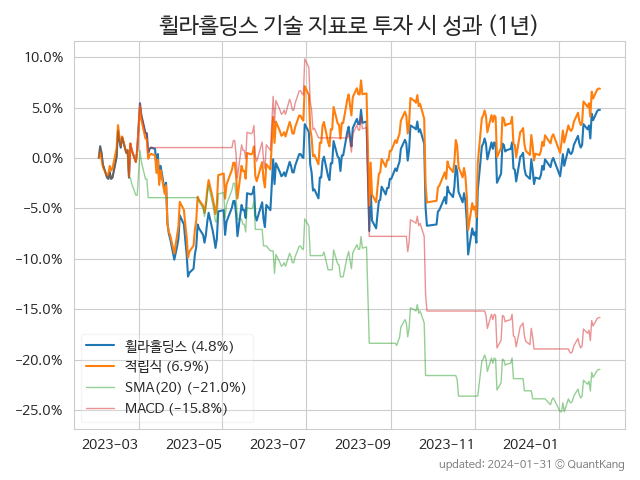 휠라홀딩스 기술 지표로 투자 시 성과 (1년)
10.0%
5.0%
0.0%
−5.0%
−10.0%
−15.0%
−20.0%
−25.0%
휠라홀딩스 (4.8%)
적립식 (6.9%)
SMA(20) (−21.0%)
MACD (−15.8%)
2023−03 2023−05 2023−07 2023−09 2023−11 2024−01
updated: 2024−01−31 © QuantKang